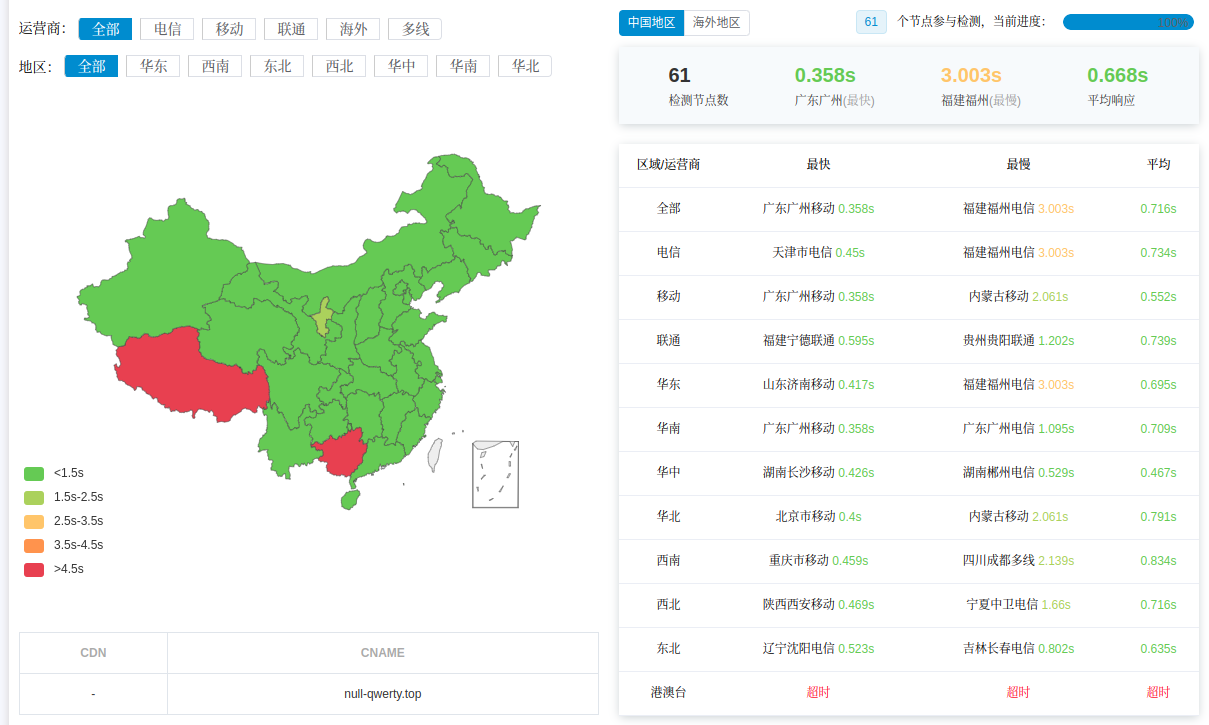 运营商： 全部 电信 移动 联通 海外 多线
地区： 全部 华东 西南 东北 西北 华中 华南 华北
<1.5s
1.5s-2.5s
2.5s-3.5s
3.5s-4.5s
>4.5s
CDN CNAME
- null-qwerty.top
中国地区 海外地区 61 个节点参与检测，当前进度： 100%
61 0.358s 3.003s 0.668s
检测节点数 广东广州(最快) 福建福州(最慢) 平均响应
区域/运营商 最快 最慢 平均
全部 广东广州移动 0.358s 福建福州电信 3.003s 0.716s
电信 天津市电信 0.45s 福建福州电信 3.003s 0.734s
移动 广东广州移动 0.358s 内蒙古移动 2.061s 0.552s
联通 福建宁德联通 0.595s 贵州贵阳联通 1.202s 0.739s
华东 山东济南移动 0.417s 福建福州电信 3.003s 0.695s
华南 广东广州移动 0.358s 广东广州电信 1.095s 0.709s
华中 湖南长沙移动 0.426s 湖南郴州电信 0.529s 0.467s
华北 北京市移动 0.4s 内蒙古移动 2.061s 0.791s
西南 重庆市移动 0.459s 四川成都多线 2.139s 0.834s
西北 陕西西安移动 0.469s 宁夏中卫电信 1.66s 0.716s
东北 辽宁沈阳电信 0.523s 吉林长春电信 0.802s 0.635s
港澳台 超时 超时 超时